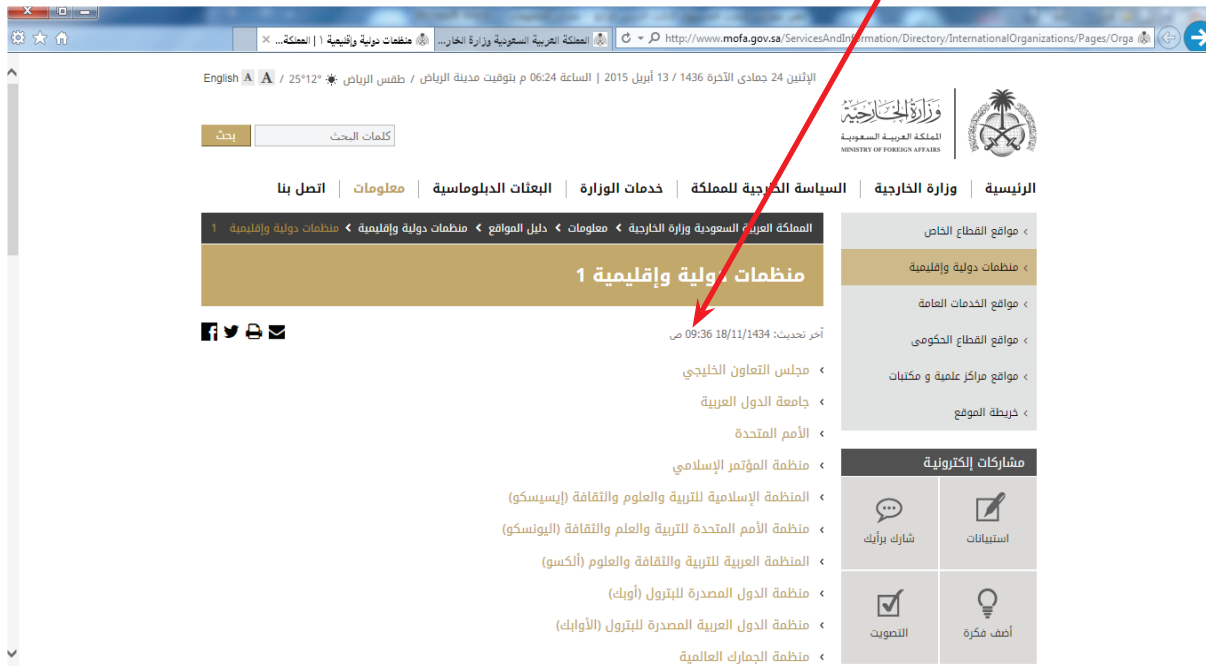 http://www.mofa.gov.sa/ServicesAndInformation/Directory/InternationalOrganizations/Pages/Orga
المملكة العربية السعودية وزارة الخار...
منظمات دولية وإقليمية 1 | المملكة...
الإثنين 24 جمادى الآخرة 1436 / 13 أبريل 2015 | الساعة 06:24 م بتوقيت مدينة الرياض / طقس الرياض 25°12° / A A English
وزارة الخارجية
المملكة العربية السعودية
MINISTRY OF FOREIGN AFFAIRS
كلمات البحث
بحث
الرئيسية | وزارة الخارجية | السياسة الخارجية للمملكة | خدمات الوزارة | البعثات الدبلوماسية | معلومات | اتصل بنا
› مواقع القطاع الخاص
› منظمات دولية وإقليمية
› مواقع الخدمات العامة
› مواقع القطاع الحكومى
› مواقع مراكز علمية و مكتبات
› خريطة الموقع
مشاركات إلكترونية
استبيانات
شارك برأيك
أضف فكرة
التصويت
المملكة العربية السعودية وزارة الخارجية › معلومات › دليل المواقع › منظمات دولية وإقليمية › منظمات دولية وإقليمية 1
منظمات دولية وإقليمية 1
آخر تحديث: 18/11/1434 09:36 ص
› مجلس التعاون الخليجي
› جامعة الدول العربية
› الأمم المتحدة
› منظمة المؤتمر الإسلامي
› المنظمة الإسلامية للتربية والعلوم والثقافة (إيسيسكو)
› منظمة الأمم المتحدة للتربية والعلم والثقافة (اليونسكو)
› المنظمة العربية للتربية والثقافة والعلوم (ألكسو)
› منظمة الدول المصدرة للبترول (أوبك)
› منظمة الدول العربية المصدرة للبترول (الأوابك)
› منظمة الجمارك العالمية